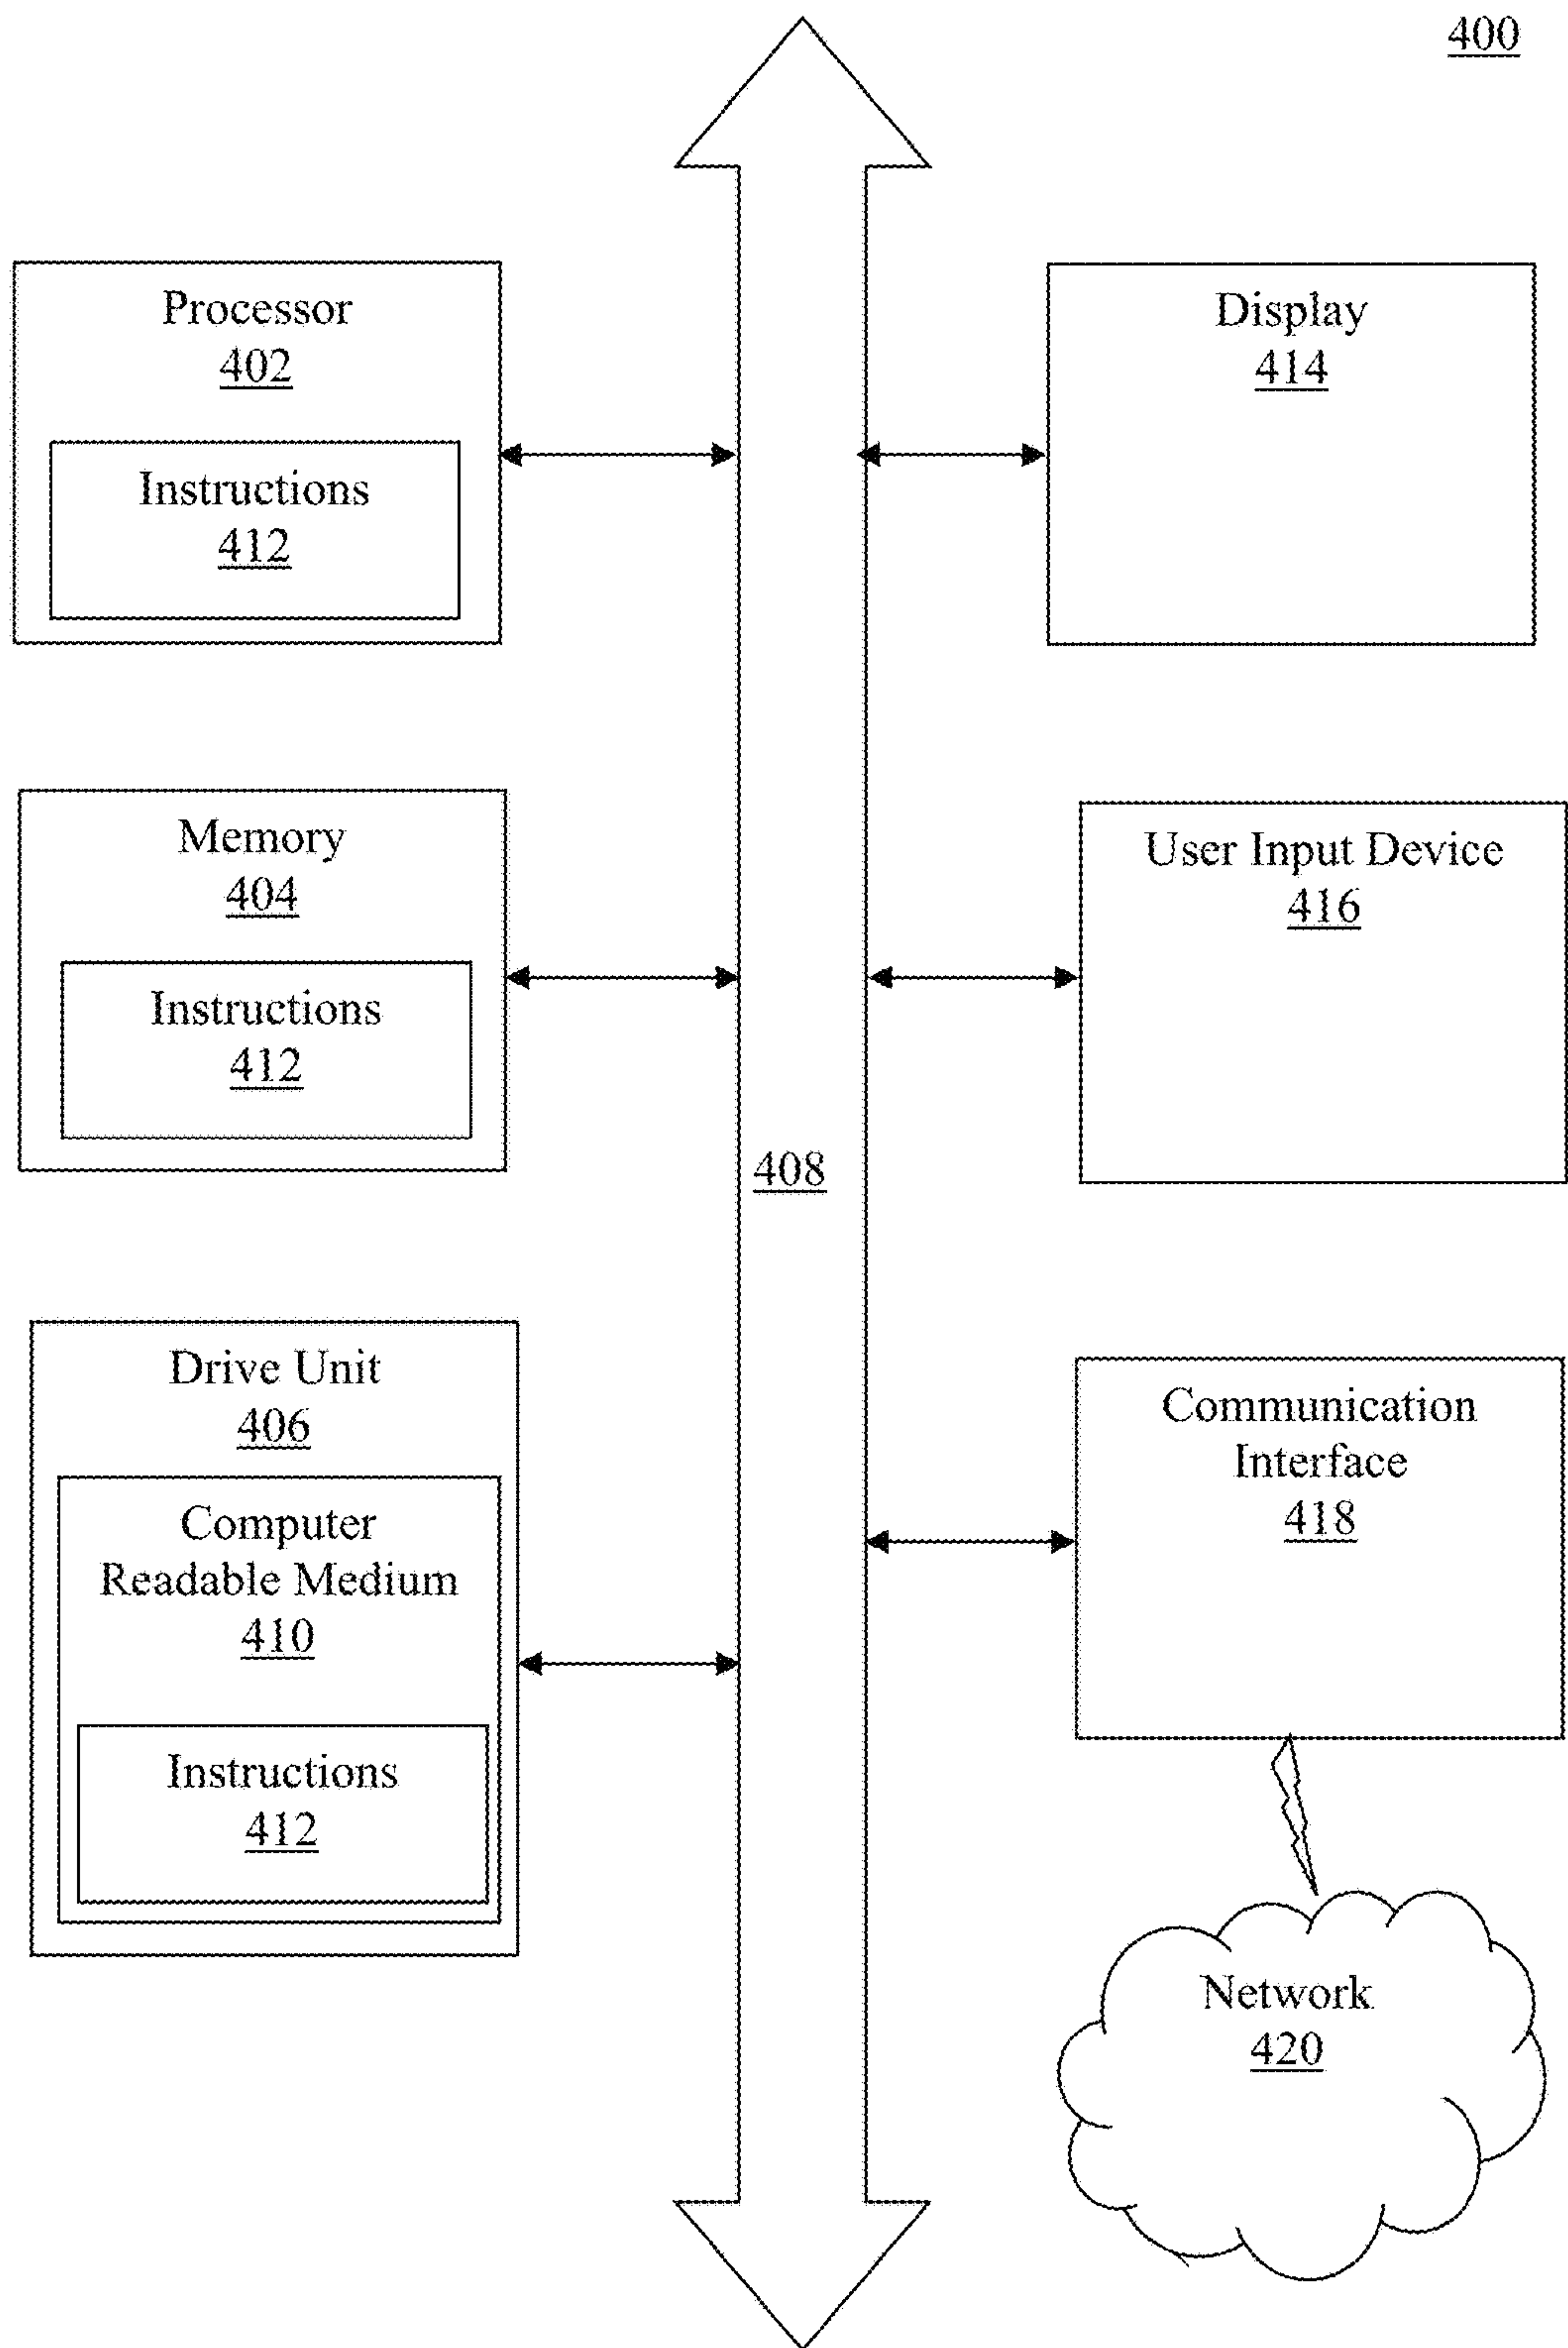 400
Processor
402
Instructions
412
Memory
404
Instructions
412
Drive Unit
406
Computer
Readable Medium
410
Instructions
412
408
Display
414
User Input Device
416
Communication
Interface
418
Network
420